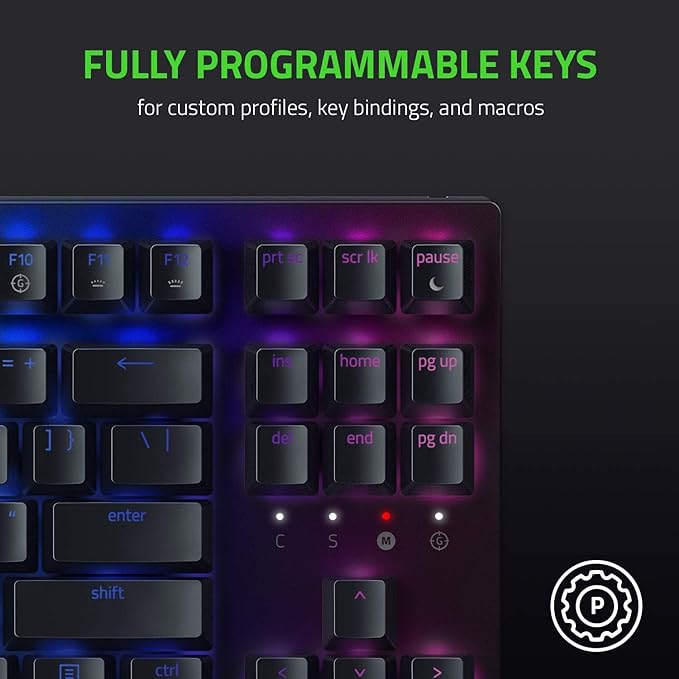 FULLY PROGRAMMABLE KEYS
for custom profiles, key bindings, and macros
F10 F11 F12 prt sc scr lk pause
G
= + ← ins home pg up
] } \ | del end pg dn
" enter
C S M G
shift ^
P
ctrl < v >